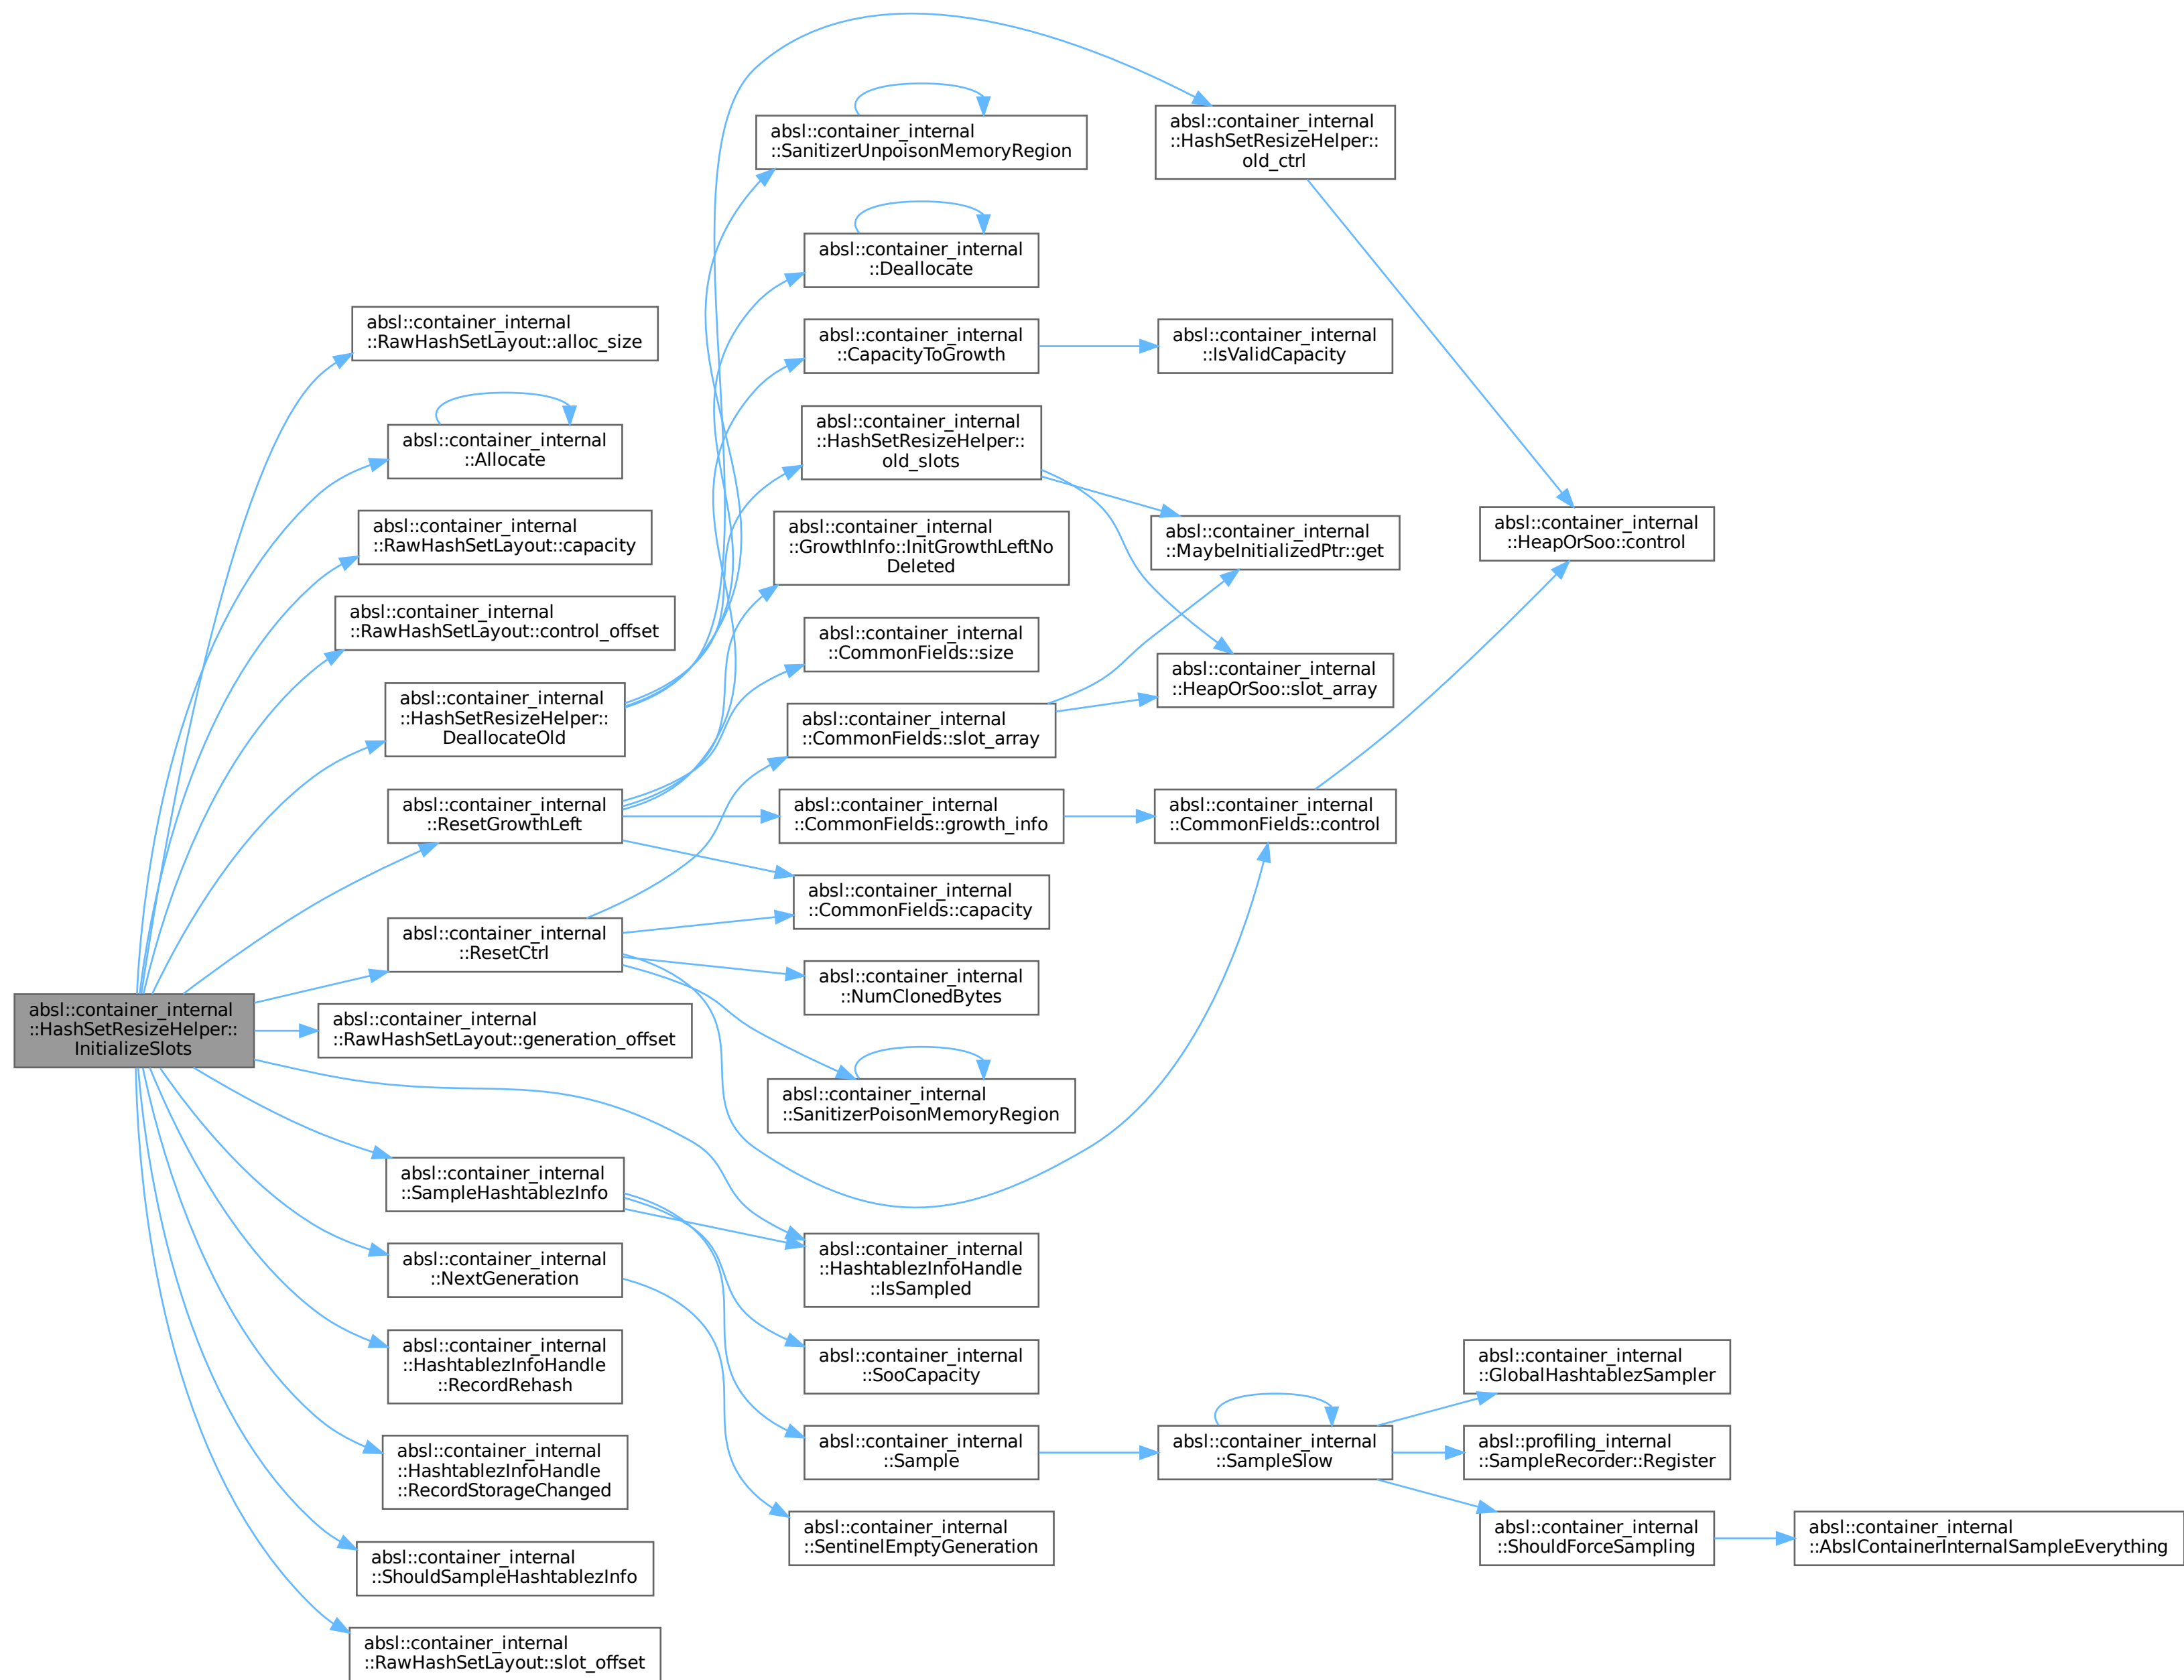 absl::container_internal
::HashSetResizeHelper::
InitializeSlots
absl::container_internal
::RawHashSetLayout::alloc_size
absl::container_internal
::Allocate
absl::container_internal
::RawHashSetLayout::capacity
absl::container_internal
::RawHashSetLayout::control_offset
absl::container_internal
::HashSetResizeHelper::
DeallocateOld
absl::container_internal
::ResetGrowthLeft
absl::container_internal
::ResetCtrl
absl::container_internal
::RawHashSetLayout::generation_offset
absl::container_internal
::SampleHashtablezInfo
absl::container_internal
::NextGeneration
absl::container_internal
::HashtablezInfoHandle
::RecordRehash
absl::container_internal
::HashtablezInfoHandle
::RecordStorageChanged
absl::container_internal
::ShouldSampleHashtablezInfo
absl::container_internal
::RawHashSetLayout::slot_offset
absl::container_internal
::SanitizerUnpoisonMemoryRegion
absl::container_internal
::Deallocate
absl::container_internal
::CapacityToGrowth
absl::container_internal
::HashSetResizeHelper::
old_slots
absl::container_internal
::GrowthInfo::InitGrowthLeftNo
Deleted
absl::container_internal
::CommonFields::size
absl::container_internal
::CommonFields::slot_array
absl::container_internal
::CommonFields::growth_info
absl::container_internal
::CommonFields::capacity
absl::container_internal
::NumClonedBytes
absl::container_internal
::SanitizerPoisonMemoryRegion
absl::container_internal
::HashtablezInfoHandle
::IsSampled
absl::container_internal
::SooCapacity
absl::container_internal
::Sample
absl::container_internal
::SentinelEmptyGeneration
absl::container_internal
::HashSetResizeHelper::
old_ctrl
absl::container_internal
::IsValidCapacity
absl::container_internal
::MaybeInitializedPtr::get
absl::container_internal
::HeapOrSoo::slot_array
absl::container_internal
::CommonFields::control
absl::container_internal
::SampleSlow
absl::container_internal
::HeapOrSoo::control
absl::container_internal
::GlobalHashtablezSampler
absl::profiling_internal
::SampleRecorder::Register
absl::container_internal
::ShouldForceSampling
absl::container_internal
::AbslContainerInternalSampleEverything